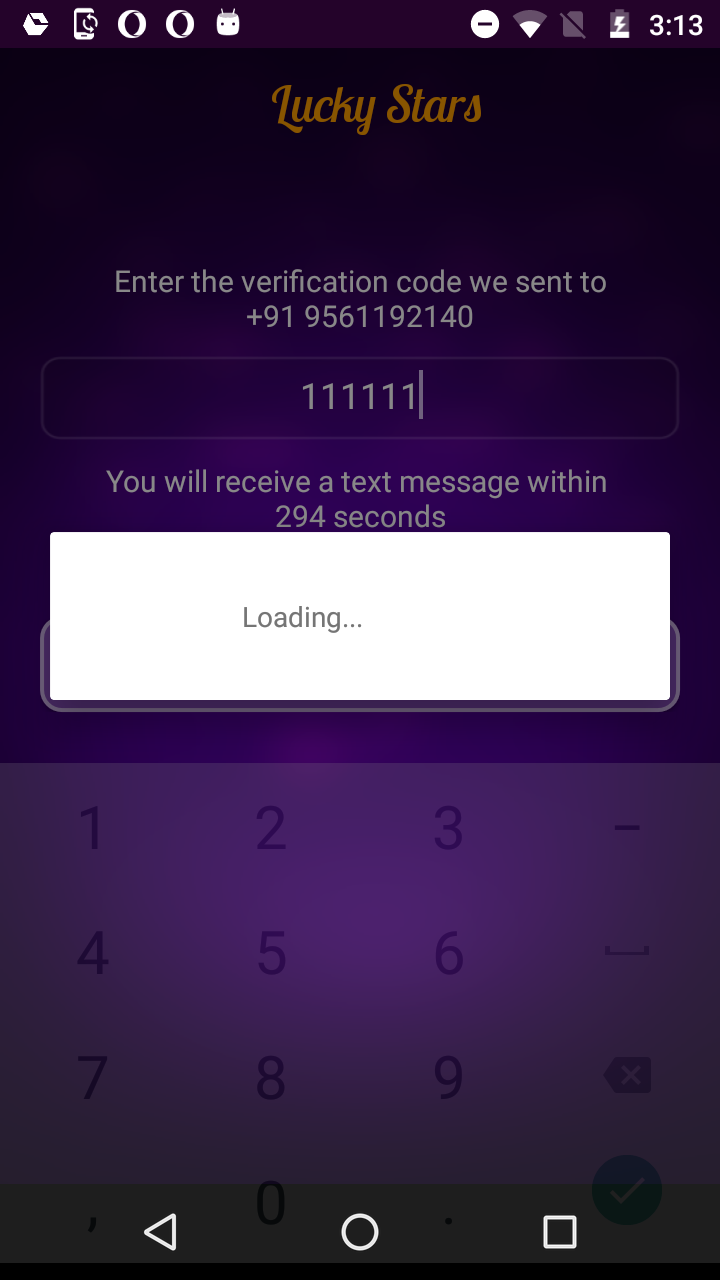 3:13
Lucky Stars
Enter the verification code we sent to
+91 9561192140
111111
You will receive a text message within
294 seconds
Loading...
1 2 3 –
4 5 6
7 8 9
, 0 .